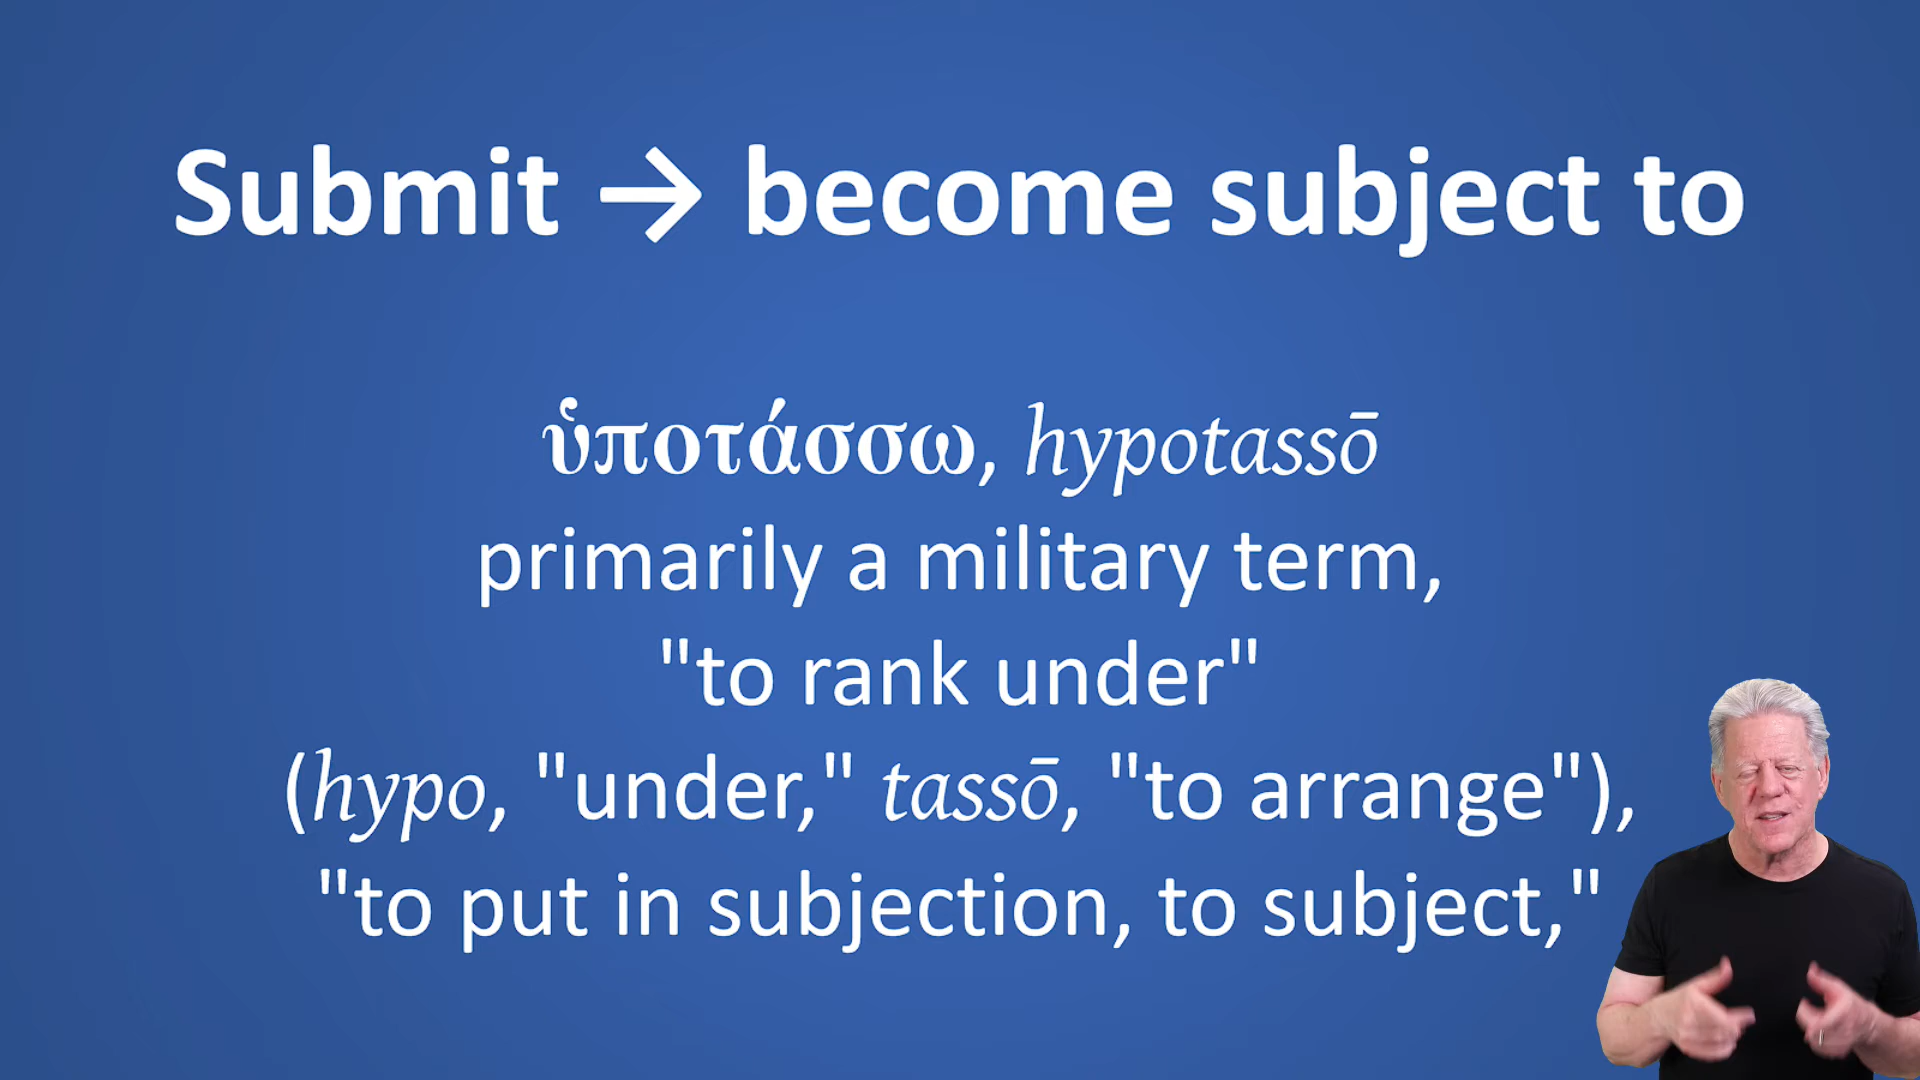 Submit → become subject to
ὑποτάσσω, hypotassō
primarily a military term,
"to rank under"
(hypo, "under," tassō, "to arrange"),
"to put in subjection, to subject,"